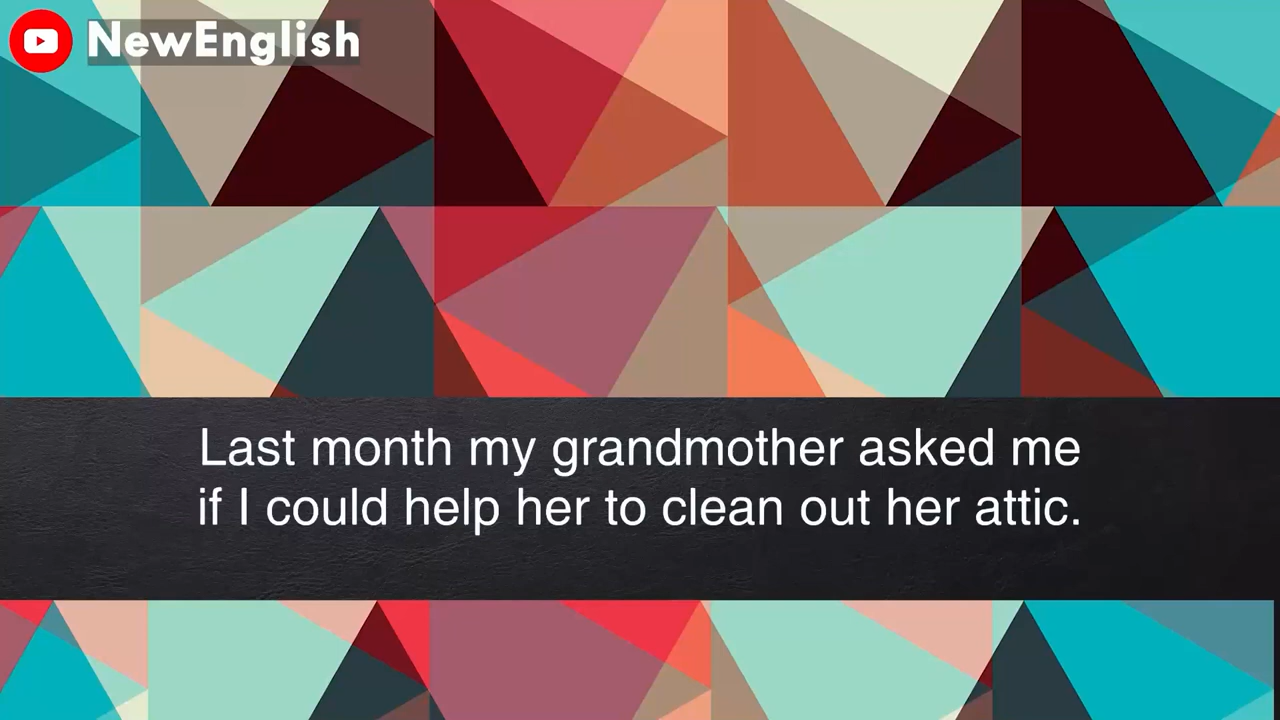 NewEnglish
Last month my grandmother asked me
if I could help her to clean out her attic.